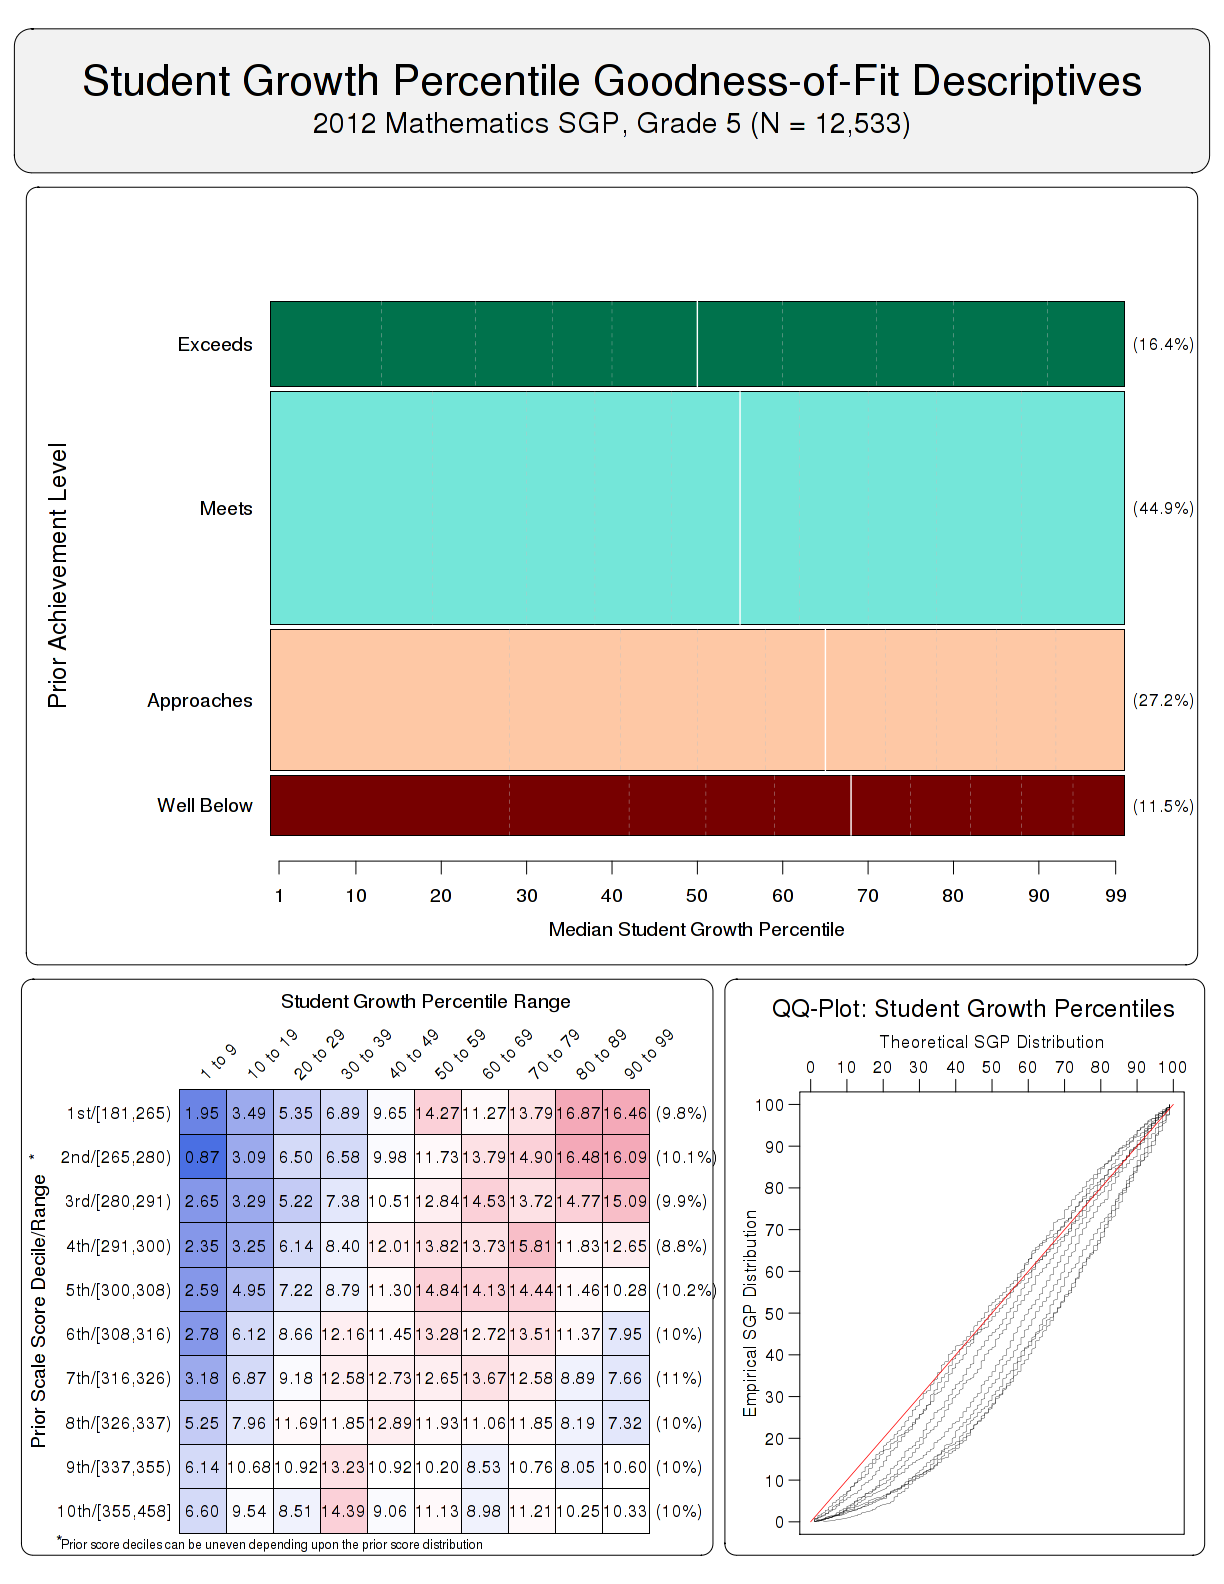 Student Growth Percentile Goodness-of-Fit Descriptives
2012 Mathematics SGP, Grade 5 (N = 12,533)
Prior Achievement Level
Exceeds (16.4%)
Meets (44.9%)
Approaches (27.2%)
Well Below (11.5%)
1 10 20 30 40 50 60 70 80 90 99
Median Student Growth Percentile
Student Growth Percentile Range
1 to 9 10 to 19 20 to 29 30 to 39 40 to 49 50 to 59 60 to 69 70 to 79 80 to 89 90 to 99
Prior Scale Score Decile/Range *
1st/[181,265) 1.95 3.49 5.35 6.89 9.65 14.27 11.27 13.79 16.87 16.46 (9.8%)
2nd/[265,280) 0.87 3.09 6.50 6.58 9.98 11.73 13.79 14.90 16.48 16.09 (10.1%)
3rd/[280,291) 2.65 3.29 5.22 7.38 10.51 12.84 14.53 13.72 14.77 15.09 (9.9%)
4th/[291,300) 2.35 3.25 6.14 8.40 12.01 13.82 13.73 15.81 11.83 12.65 (8.8%)
5th/[300,308) 2.59 4.95 7.22 8.79 11.30 14.84 14.13 14.44 11.46 10.28 (10.2%)
6th/[308,316) 2.78 6.12 8.66 12.16 11.45 13.28 12.72 13.51 11.37 7.95 (10%)
7th/[316,326) 3.18 6.87 9.18 12.58 12.73 12.65 13.67 12.58 8.89 7.66 (11%)
8th/[326,337) 5.25 7.96 11.69 11.85 12.89 11.93 11.06 11.85 8.19 7.32 (10%)
9th/[337,355) 6.14 10.68 10.92 13.23 10.92 10.20 8.53 10.76 8.05 10.60 (10%)
10th/[355,458] 6.60 9.54 8.51 14.39 9.06 11.13 8.98 11.21 10.25 10.33 (10%)
*Prior score deciles can be uneven depending upon the prior score distribution
QQ-Plot: Student Growth Percentiles
Theoretical SGP Distribution
0 10 20 30 40 50 60 70 80 90 100
Empirical SGP Distribution
100
90
80
70
60
50
40
30
20
10
0